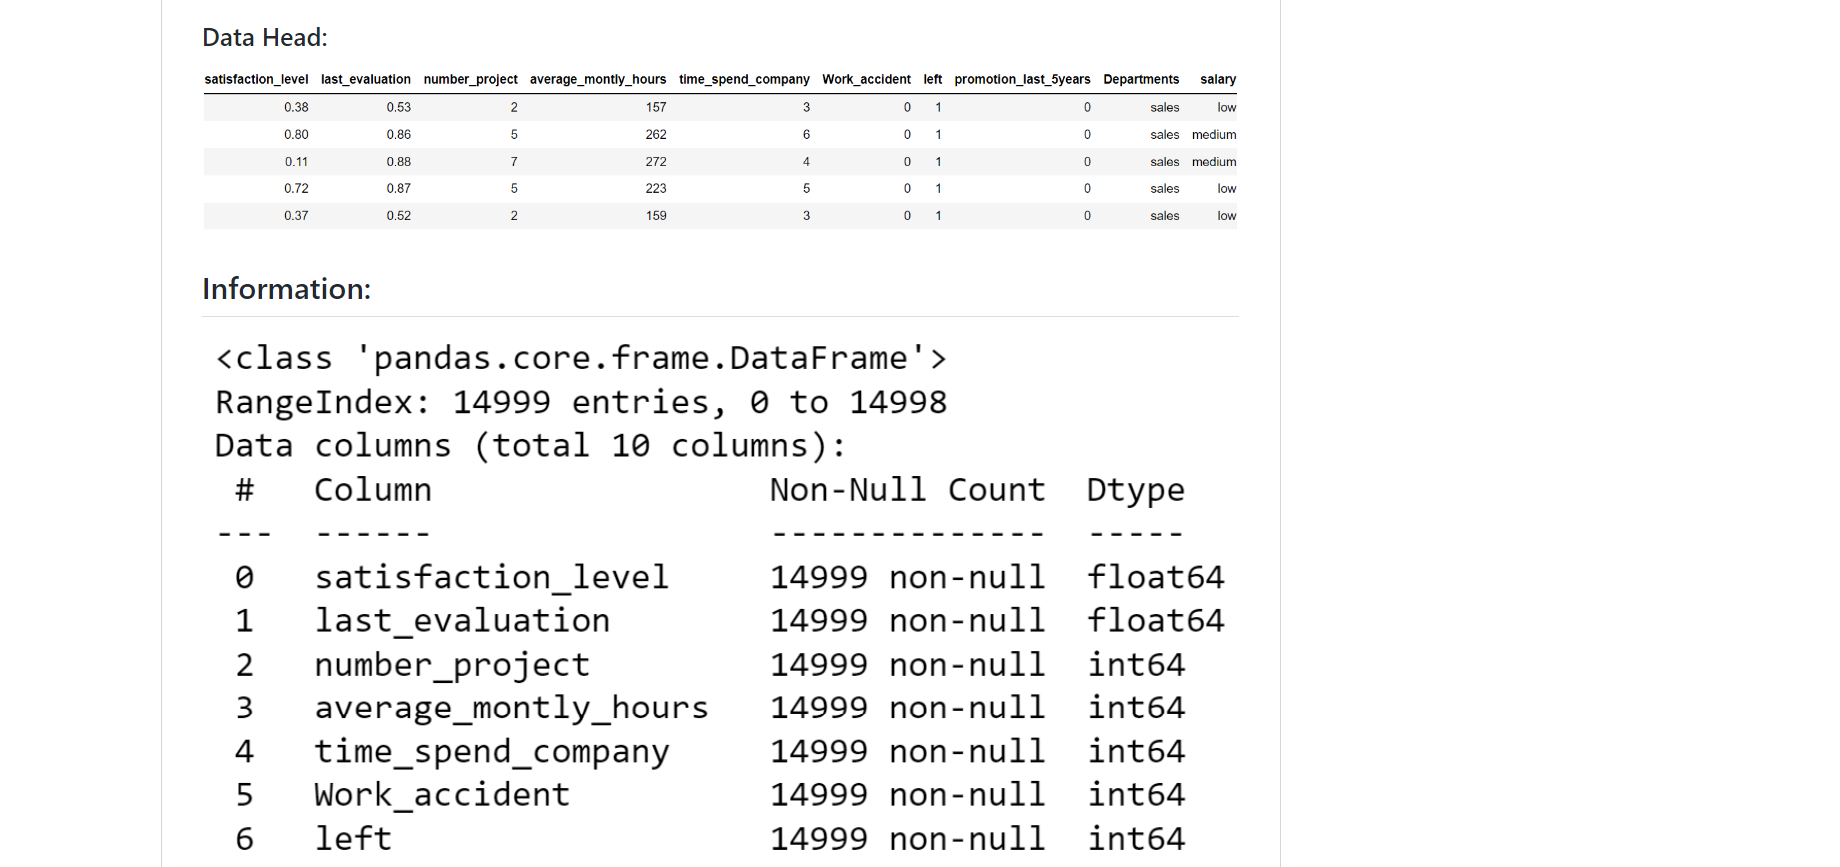 Data Head:
satisfaction_level last_evaluation number_project average_montly_hours time_spend_company Work_accident left promotion_last_5years Departments salary
0.38 0.53 2 157 3 0 1 0 sales low
0.80 0.86 5 262 6 0 1 0 sales medium
0.11 0.88 7 272 4 0 1 0 sales medium
0.72 0.87 5 223 5 0 1 0 sales low
0.37 0.52 2 159 3 0 1 0 sales low
Information:
<class 'pandas.core.frame.DataFrame'>
RangeIndex: 14999 entries, 0 to 14998
Data columns (total 10 columns):
# Column Non-Null Count Dtype
--- ------ -------------- -----
0 satisfaction_level 14999 non-null float64
1 last_evaluation 14999 non-null float64
2 number_project 14999 non-null int64
3 average_montly_hours 14999 non-null int64
4 time_spend_company 14999 non-null int64
5 Work_accident 14999 non-null int64
6 left 14999 non-null int64